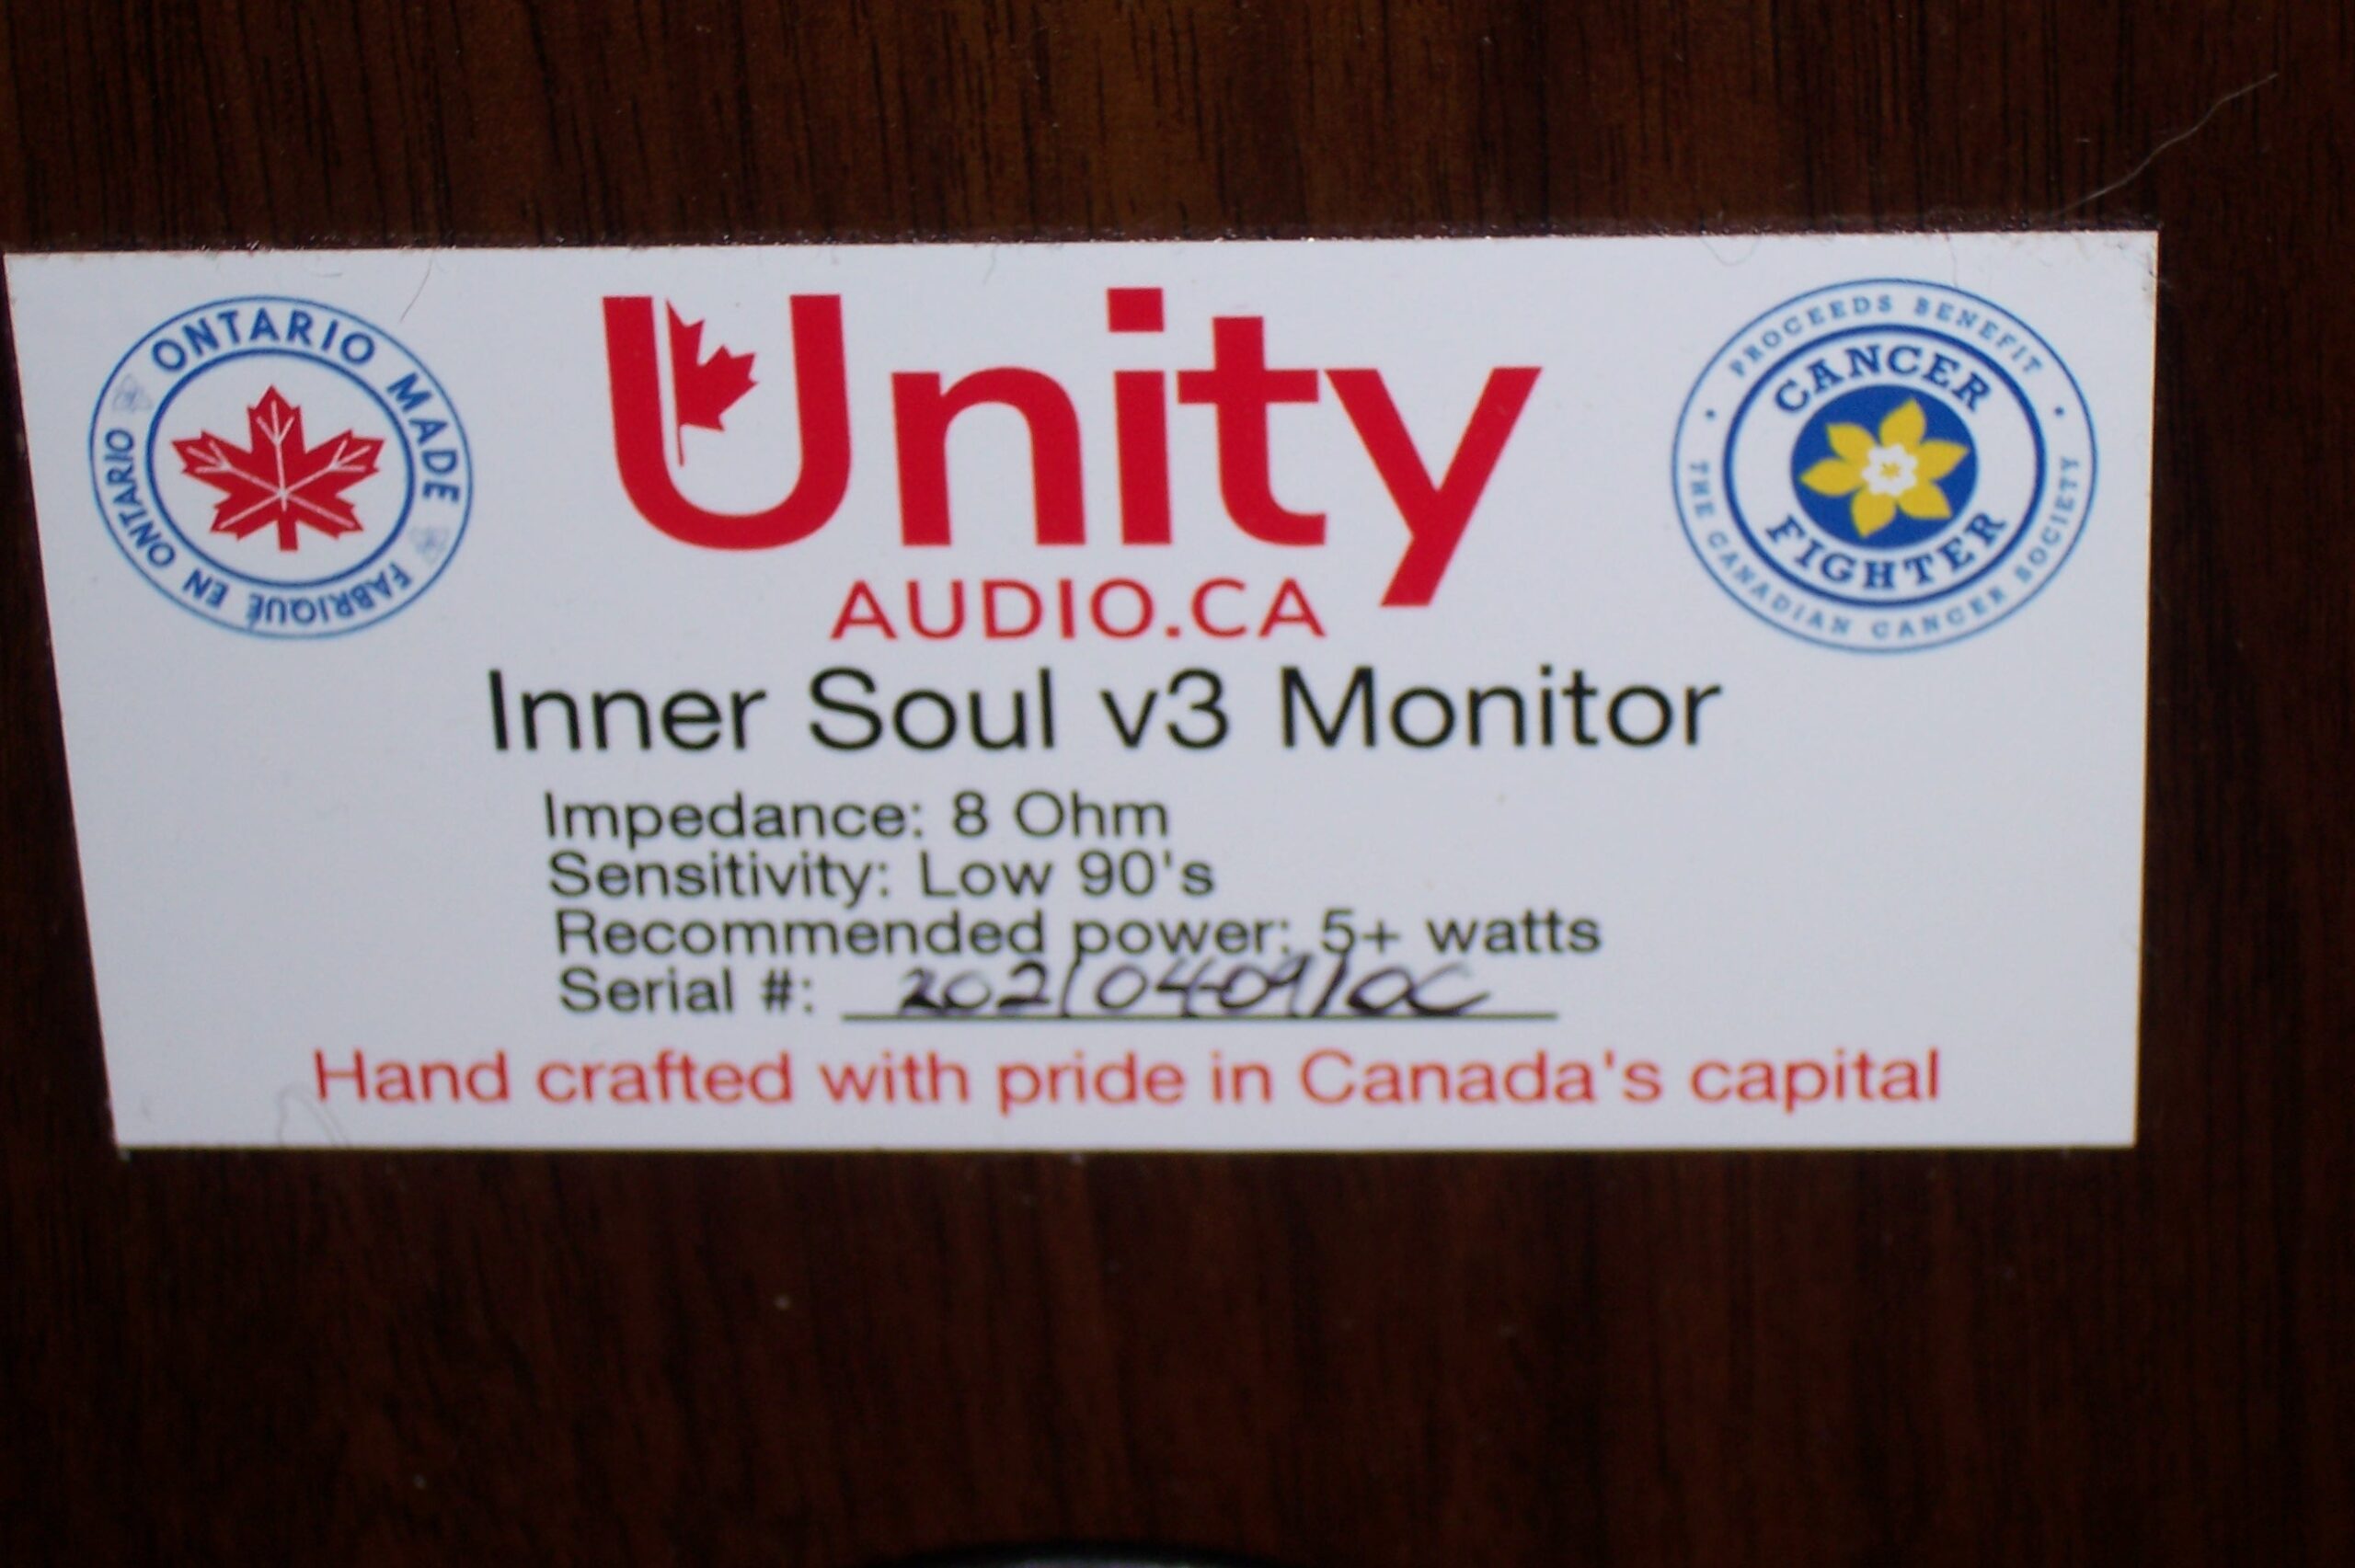 ONTARIO MADE
FABRIQUÉ EN ONTARIO
Unity
AUDIO.CA
PROCEEDS BENEFIT
THE CANADIAN CANCER SOCIETY
CANCER
FIGHTER
Inner Soul v3 Monitor
Impedance: 8 Ohm
Sensitivity: Low 90's
Recommended power: 5+ watts
Serial #:
Hand crafted with pride in Canada's capital